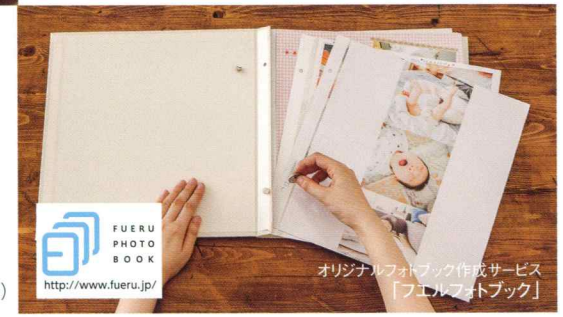 FUERU
PHOTO
BOOK
http://www.fueru.jp/
)
オリジナルフォトブック作成サービス
「フエルフォトブック」